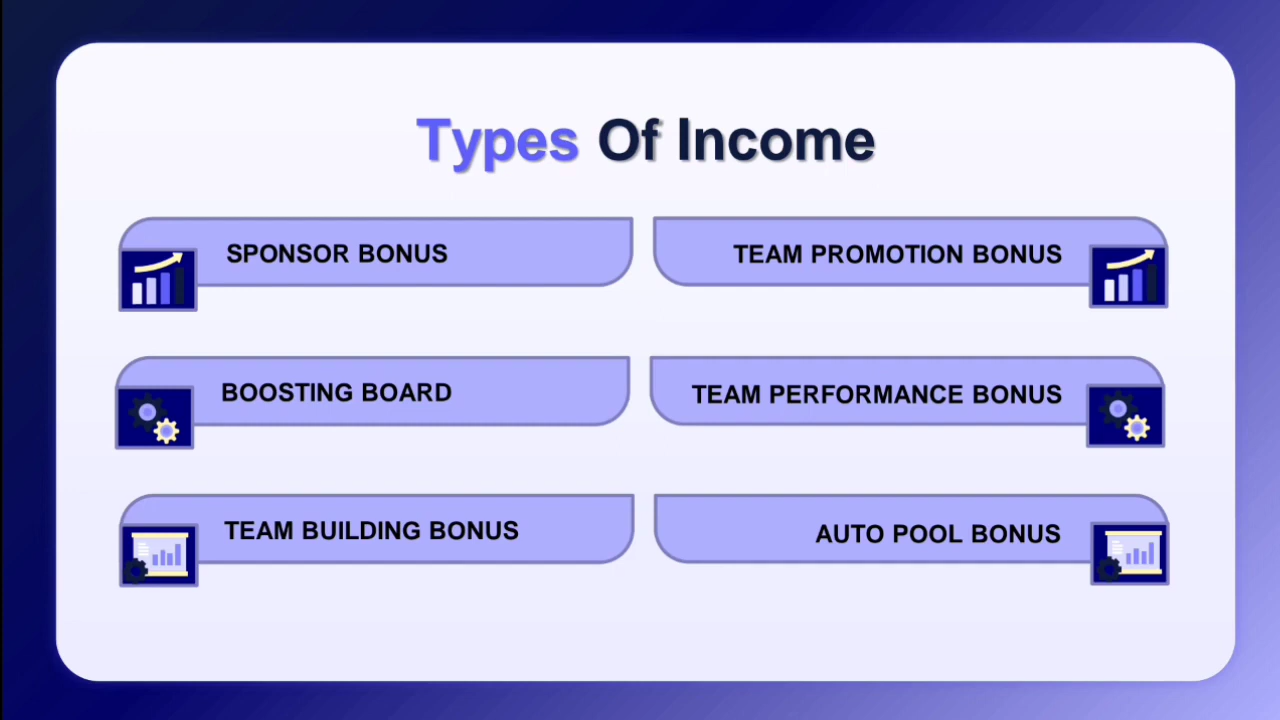 Types Of Income
SPONSOR BONUS
TEAM PROMOTION BONUS
BOOSTING BOARD
TEAM PERFORMANCE BONUS
TEAM BUILDING BONUS
AUTO POOL BONUS